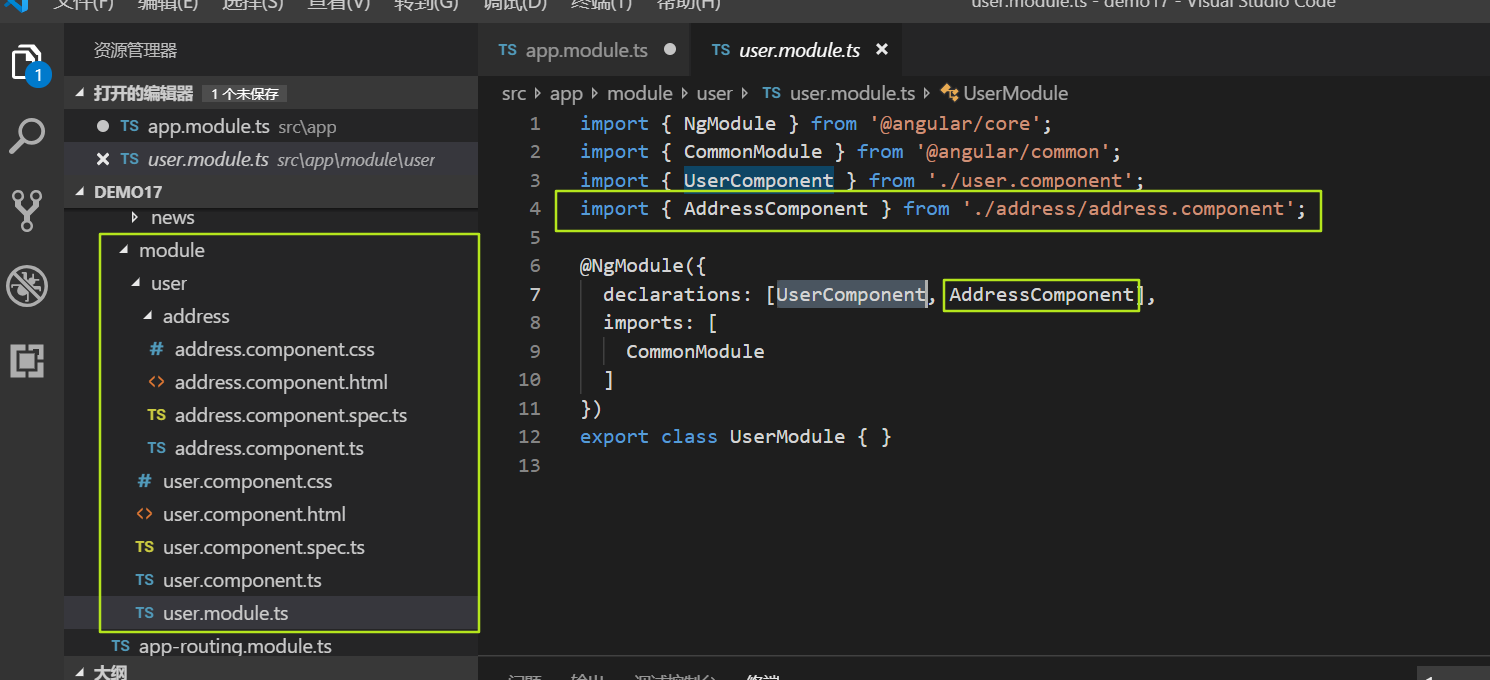 文件(F) 编辑(E) 选择(S) 查看(V) 转到(G) 调试(D) 终端(T) 帮助(H) user.module.ts - demo17 - Visual Studio Code
资源管理器
1
打开的编辑器 1 个未保存
TS app.module.ts src\app
TS user.module.ts src\app\module\user
DEMO17
news
module
user
address
# address.component.css
<> address.component.html
TS address.component.spec.ts
TS address.component.ts
# user.component.css
<> user.component.html
TS user.component.spec.ts
TS user.component.ts
TS user.module.ts
TS app-routing.module.ts
大纲
TS app.module.ts TS user.module.ts
src app module user TS user.module.ts UserModule
1 import { NgModule } from '@angular/core';
2 import { CommonModule } from '@angular/common';
3 import { UserComponent } from './user.component';
4 import { AddressComponent } from './address/address.component';
5
6 @NgModule({
7 declarations: [UserComponent, AddressComponent],
8 imports: [
9 CommonModule
10 ]
11 })
12 export class UserModule { }
13
问题 输出 调试控制台 终端